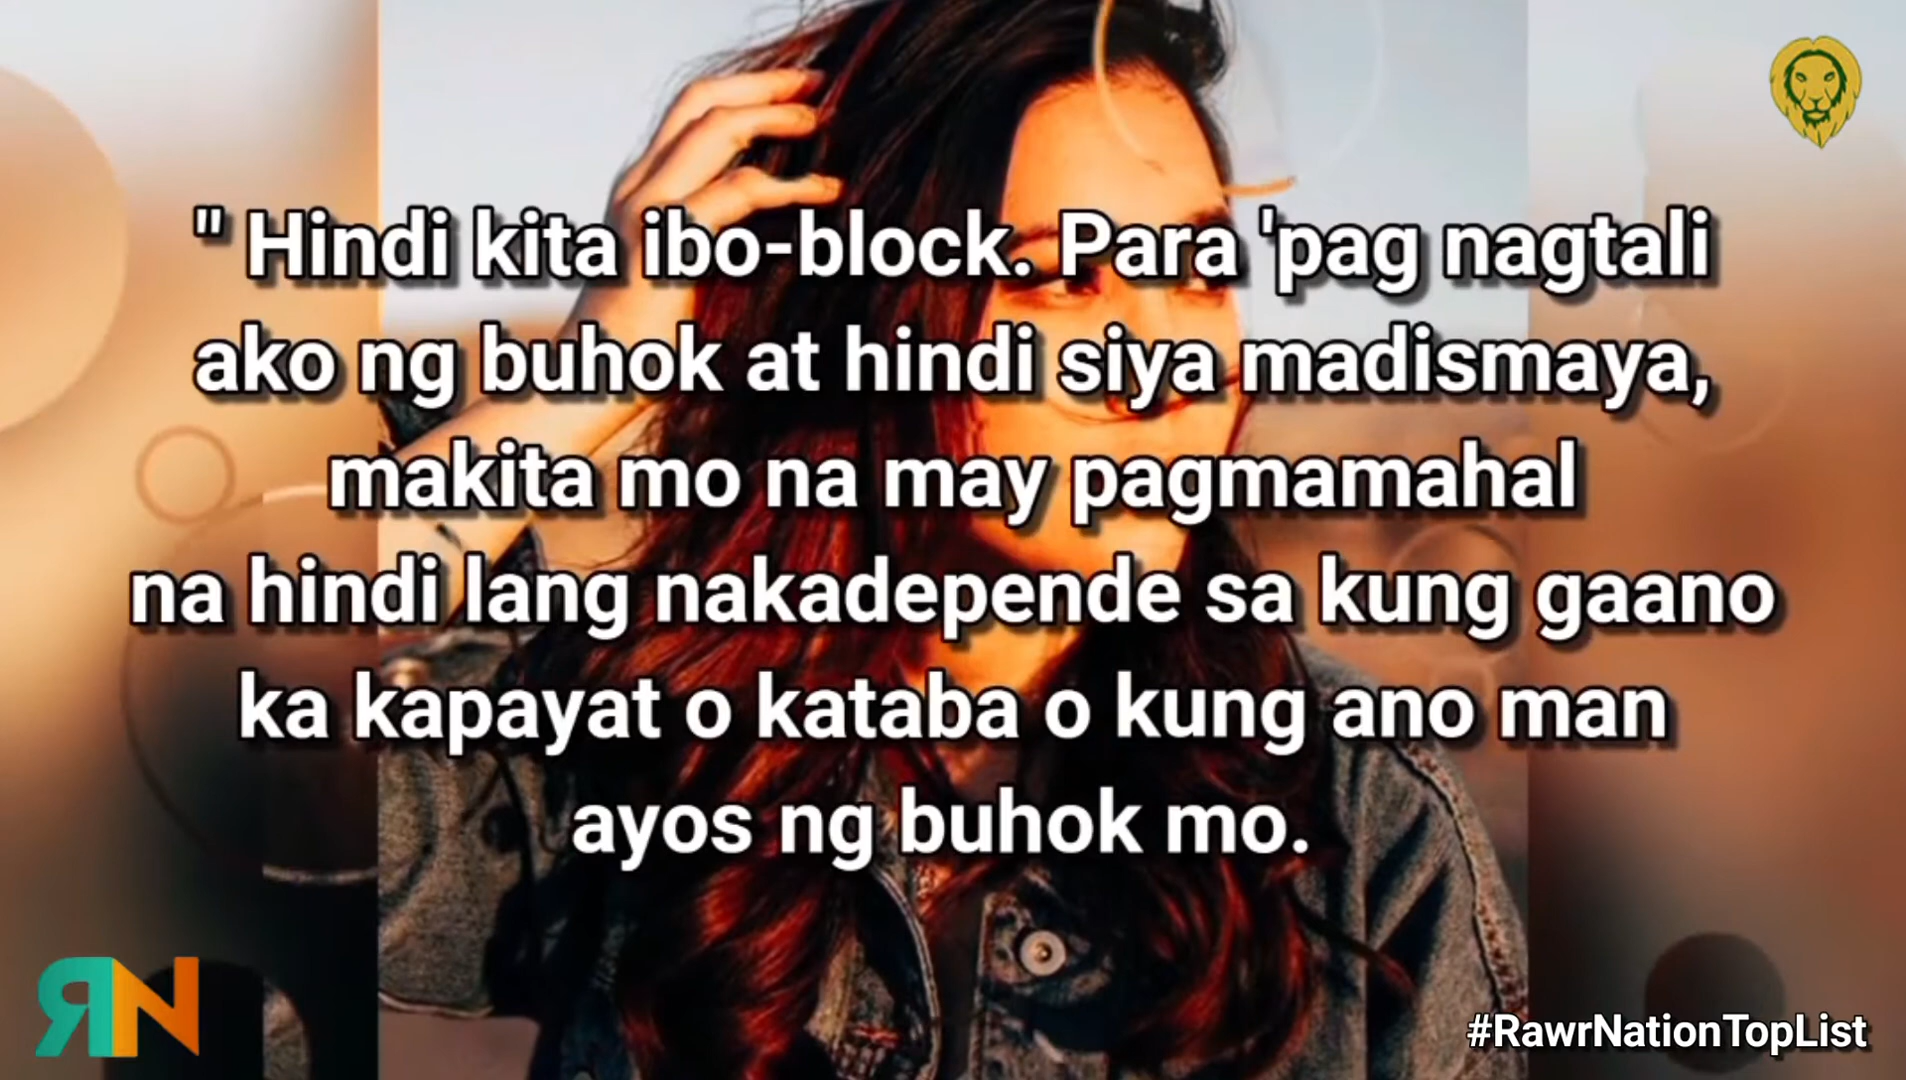 " Hindi kita ibo-block. Para 'pag nagtali
ako ng buhok at hindi siya madismaya,
makita mo na may pagmamahal
na hindi lang nakadepende sa kung gaano
ka kapayat o kataba o kung ano man
ayos ng buhok mo.
RN
#RawrNationTopList